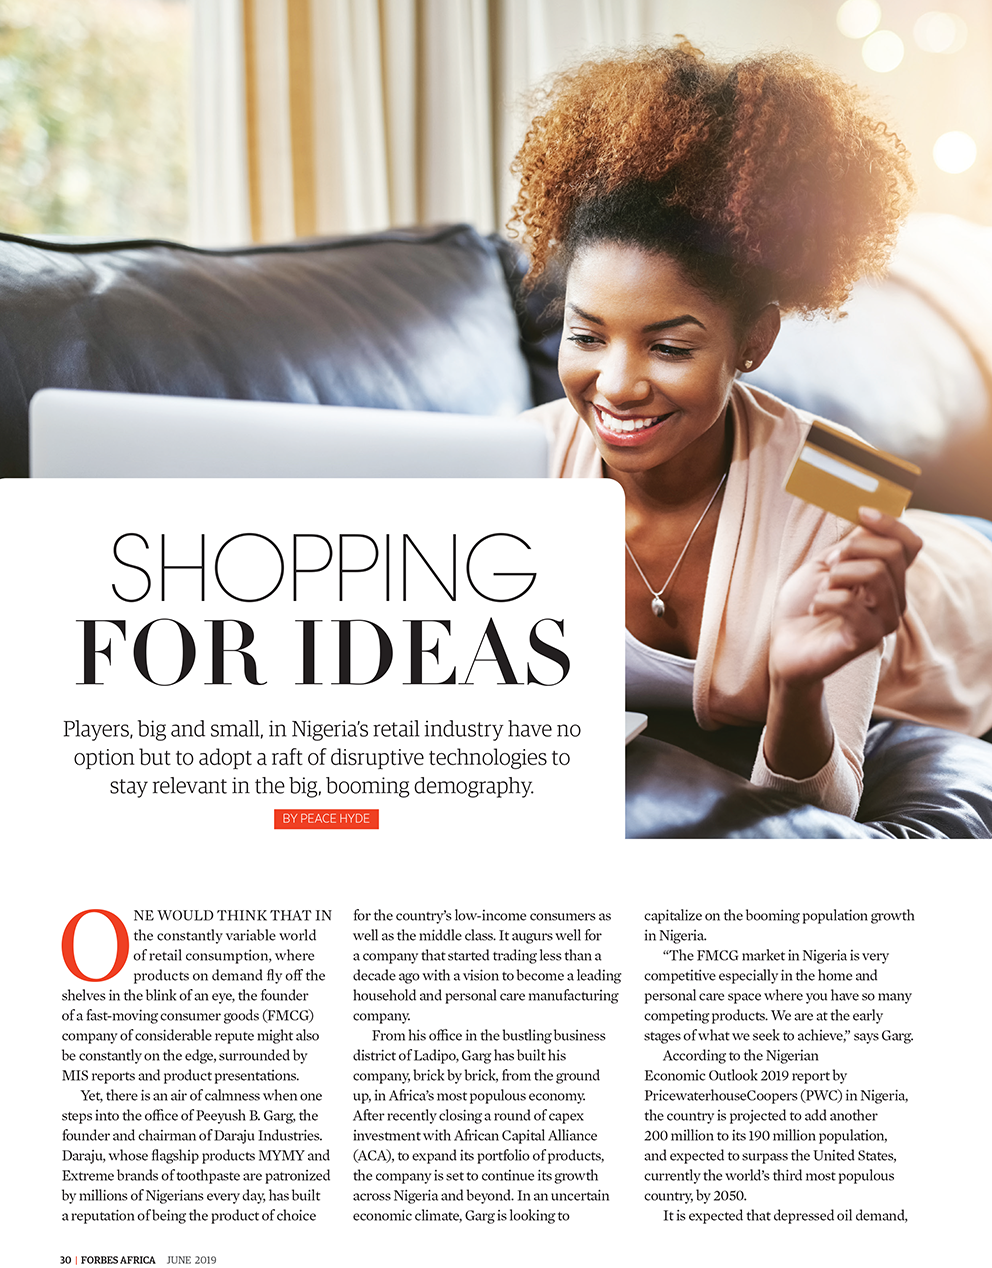 SHOPPING
FOR IDEAS
Players, big and small, in Nigeria’s retail industry have no
option but to adopt a raft of disruptive technologies to
stay relevant in the big, booming demography.
BY PEACE HYDE
ONE WOULD THINK THAT IN
the constantly variable world
of retail consumption, where
products on demand fly off the
shelves in the blink of an eye, the founder
of a fast-moving consumer goods (FMCG)
company of considerable repute might also
be constantly on the edge, surrounded by
MIS reports and product presentations.
Yet, there is an air of calmness when one
steps into the office of Peeyush B. Garg, the
founder and chairman of Daraju Industries.
Daraju, whose flagship products MYMY and
Extreme brands of toothpaste are patronized
by millions of Nigerians every day, has built
a reputation of being the product of choice
for the country’s low-income consumers as
well as the middle class. It augurs well for
a company that started trading less than a
decade ago with a vision to become a leading
household and personal care manufacturing
company.
From his office in the bustling business
district of Ladipo, Garg has built his
company, brick by brick, from the ground
up, in Africa’s most populous economy.
After recently closing a round of capex
investment with African Capital Alliance
(ACA), to expand its portfolio of products,
the company is set to continue its growth
across Nigeria and beyond. In an uncertain
economic climate, Garg is looking to
capitalize on the booming population growth
in Nigeria.
“The FMCG market in Nigeria is very
competitive especially in the home and
personal care space where you have so many
competing products. We are at the early
stages of what we seek to achieve,” says Garg.
According to the Nigerian
Economic Outlook 2019 report by
PricewaterhouseCoopers (PWC) in Nigeria,
the country is projected to add another
200 million to its 190 million population,
and expected to surpass the United States,
currently the world’s third most populous
country, by 2050.
It is expected that depressed oil demand,
30 | FORBES AFRICA JUNE 2019